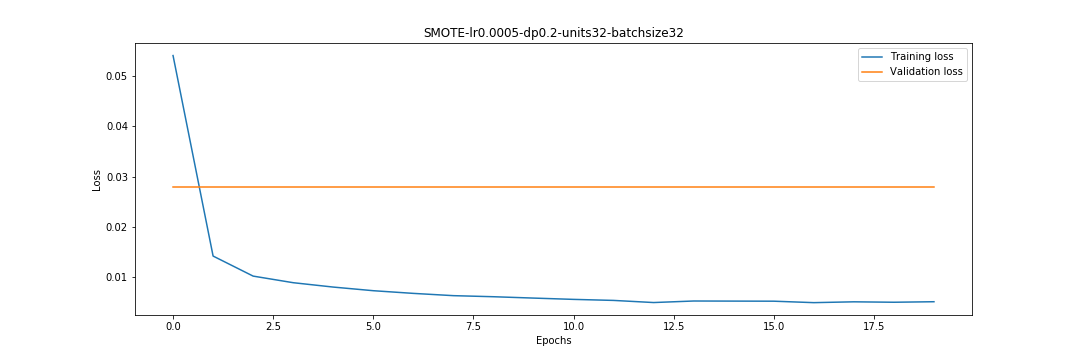 SMOTE-lr0.0005-dp0.2-units32-batchsize32
Training loss
Validation loss
0.05
0.04
0.03
0.02
0.01
Loss
0.0
2.5
5.0
7.5
10.0
12.5
15.0
17.5
Epochs